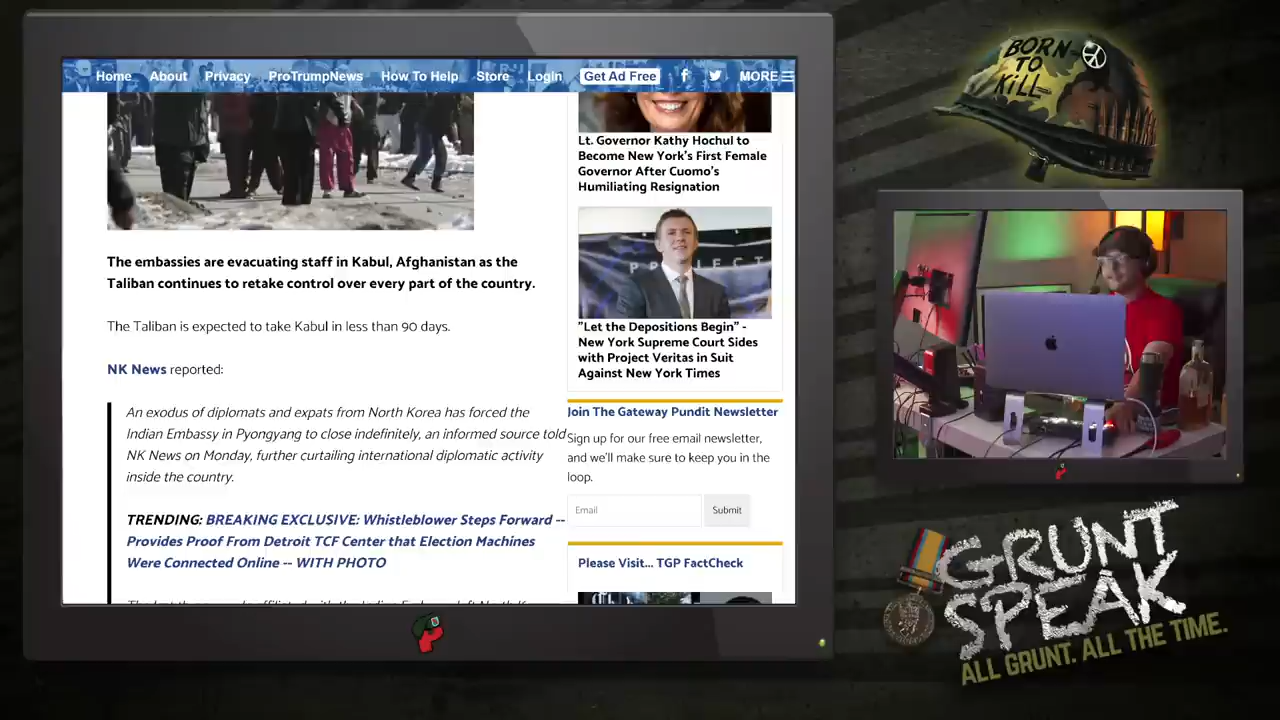 Home About Privacy ProTrumpNews How To Help Store Login Get Ad Free MORE
The embassies are evacuating staff in Kabul, Afghanistan as the
Taliban continues to retake control over every part of the country.
The Taliban is expected to take Kabul in less than 90 days.
NK News reported:
An exodus of diplomats and expats from North Korea has forced the
Indian Embassy in Pyongyang to close indefinitely, an informed source told
NK News on Monday, further curtailing international diplomatic activity
inside the country.
TRENDING: BREAKING EXCLUSIVE: Whistleblower Steps Forward --
Provides Proof From Detroit TCF Center that Election Machines
Were Connected Online -- WITH PHOTO
Lt. Governor Kathy Hochul to
Become New York's First Female
Governor After Cuomo's
Humiliating Resignation
PROJECT
"Let the Depositions Begin" -
New York Supreme Court Sides
with Project Veritas in Suit
Against New York Times
Join The Gateway Pundit Newsletter
Sign up for our free email newsletter,
and we'll make sure to keep you in the
loop.
Email Submit
Please Visit... TGP FactCheck
BORN
TO
KILL
GRUNT
SPEAK
ALL GRUNT. ALL THE TIME.